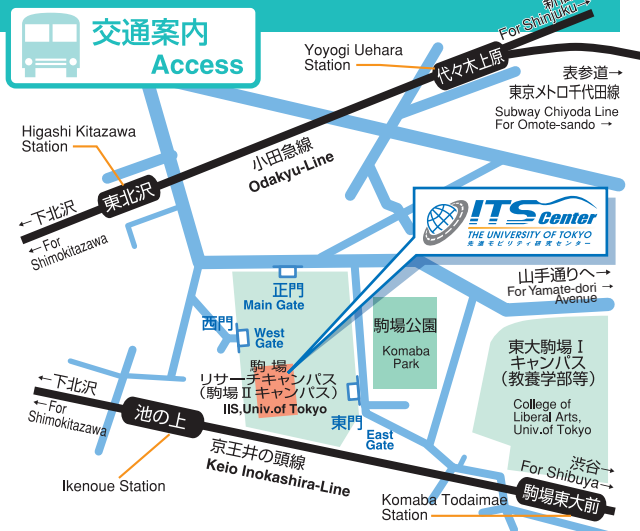 交通案内
Access
For Shinjuku→
Yoyogi Uehara
Station
代々木上原
表参道→
東京メトロ千代田線
Subway Chiyoda Line
For Omote-sando →
Higashi Kitazawa
Station
小田急線
Odakyu-Line
東北沢
←下北沢
←For
Shimokitazawa
ITS Center
THE UNIVERSITY OF TOKYO
先進モビリティ研究センター
山手通りへ→
For Yamate-dori →
Avenue
正門
Main Gate
西門
West
Gate
駒場公園
Komaba
Park
駒場
リサーチキャンパス
(駒場Ⅱキャンパス)
IIS,Univ.of Tokyo
東門
East
Gate
東大駒場Ⅰ
キャンパス
(教養学部等)
College of
Liberal Arts,
Univ.of Tokyo
←下北沢
←For
Shimokitazawa
池の上
京王井の頭線
Keio Inokashira-Line
Ikenoue Station
渋谷→
For Shibuya→
Komaba Todaimae
Station
駒場東大前